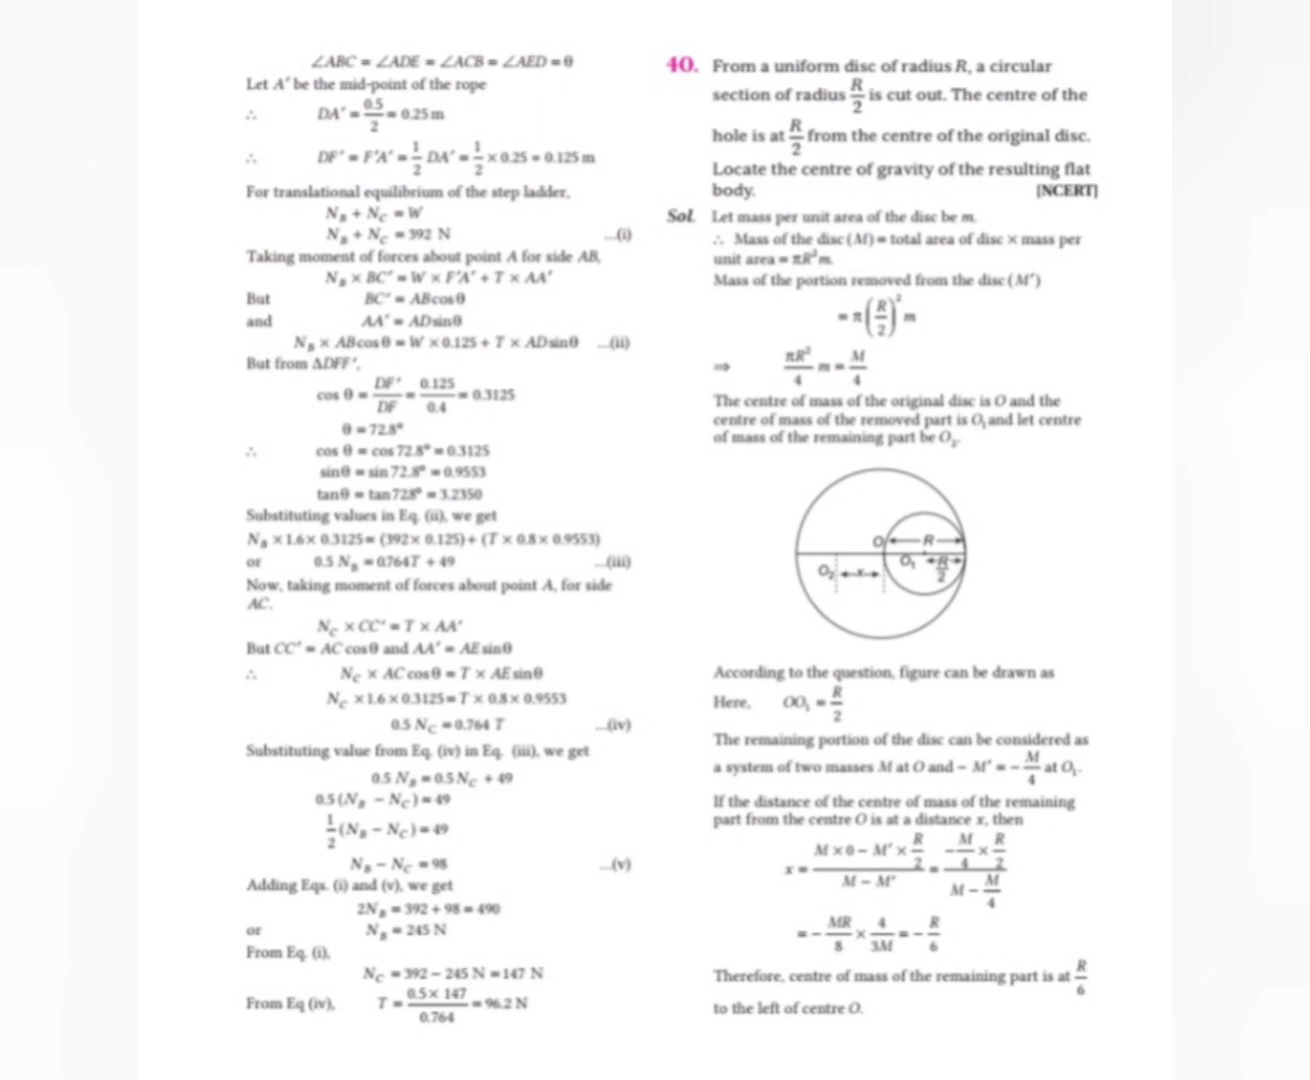 ∠ABC = ∠ADE = ∠ACB = ∠AED = θ
Let A′ be the mid-point of the rope
∴ DA′ = 0.5/2 = 0.25 m
∴ DF′ = F′A′ = 1/2 DA′ = 1/2 × 0.25 = 0.125 m
For translational equilibrium of the step ladder,
N_B + N_C = W
N_B + N_C = 392 N ...(i)
Taking moment of forces about point A for side AB,
N_B × BC′ = W × F′A′ + T × AA′
But BC′ = AB cos θ
and AA′ = AD sin θ
N_B × AB cos θ = W × 0.125 + T × AD sin θ ...(ii)
But from ΔDFF′,
cos θ = DF′/DF = 0.125/0.4 = 0.3125
θ = 72.8°
∴ cos θ = cos 72.8° = 0.3125
sin θ = sin 72.8° = 0.9553
tan θ = tan 728° = 3.2350
Substituting values in Eq. (ii), we get
N_B × 1.6 × 0.3125 = (392 × 0.125) + (T × 0.8 × 0.9553)
or 0.5 N_B = 0.764T + 49 ...(iii)
Now, taking moment of forces about point A, for side
AC.
N_C × CC′ = T × AA′
But CC′ = AC cos θ and AA′ = AE sin θ
∴ N_C × AC cos θ = T × AE sin θ
N_C × 1.6 × 0.3125 = T × 0.8 × 0.9553
0.5 N_C = 0.764 T ...(iv)
Substituting value from Eq. (iv) in Eq. (iii), we get
0.5 N_B = 0.5 N_C + 49
0.5 (N_B − N_C) = 49
1/2 (N_B − N_C) = 49
N_B − N_C = 98 ...(v)
Adding Eqs. (i) and (v), we get
2N_B = 392 + 98 = 490
or N_B = 245 N
From Eq. (i),
N_C = 392 − 245 N = 147 N
From Eq (iv), T = 0.5 × 147/0.764 = 96.2 N
40. From a uniform disc of radius R, a circular
section of radius R/2 is cut out. The centre of the
hole is at R/2 from the centre of the original disc.
Locate the centre of gravity of the resulting flat
body. [NCERT]
Sol. Let mass per unit area of the disc be m.
∴ Mass of the disc (M) = total area of disc × mass per
unit area = πR² m.
Mass of the portion removed from the disc (M′)
= π (R/2)² m
⇒ πR²/4 m = M/4
The centre of mass of the original disc is O and the
centre of mass of the removed part is O₁ and let centre
of mass of the remaining part be O₂.
O R
O₂ x O₁ R/2
According to the question, figure can be drawn as
Here, OO₁ = R/2
The remaining portion of the disc can be considered as
a system of two masses M at O and − M′ = − M/4 at O₁.
If the distance of the centre of mass of the remaining
part from the centre O is at a distance x, then
x = (M × 0 − M′ × R/2)/(M − M′) = (−M/4 × R/2)/(M − M/4)
= − MR/8 × 4/3M = − R/6
Therefore, centre of mass of the remaining part is at R/6
to the left of centre O.